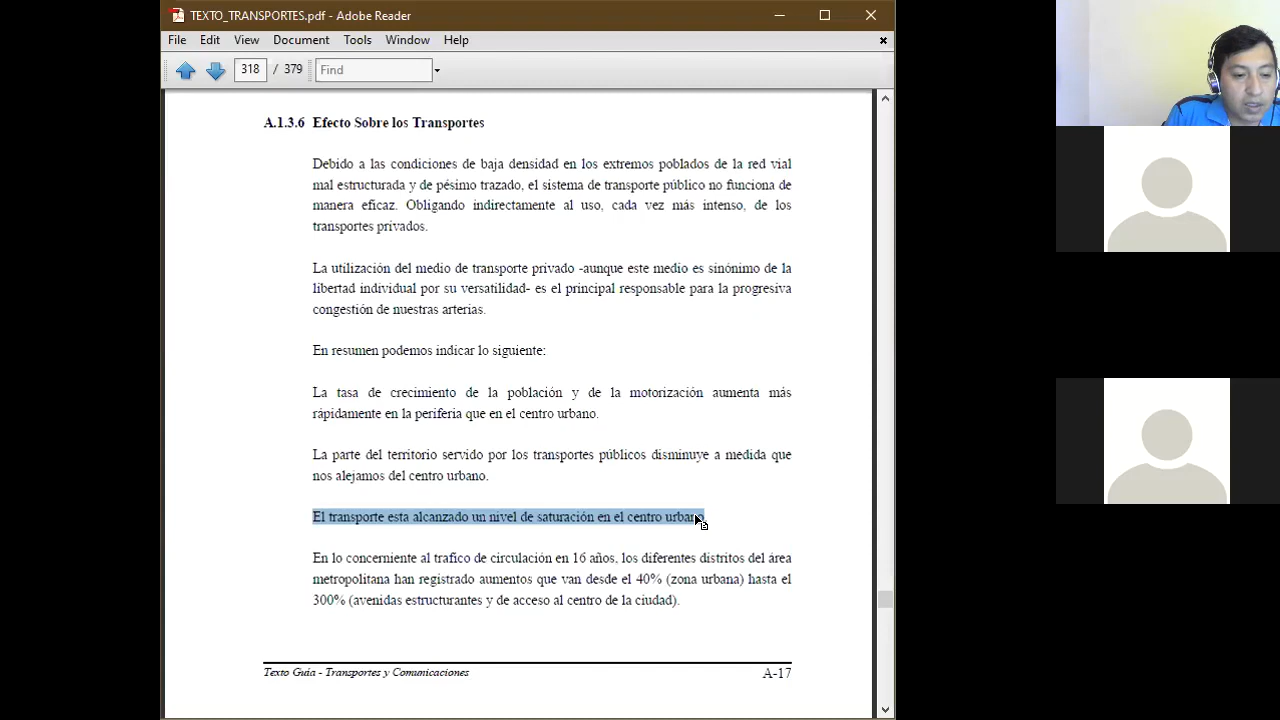 TEXTO_TRANSPORTES.pdf - Adobe Reader
File Edit View Document Tools Window Help
318 / 379 Find
A.1.3.6 Efecto Sobre los Transportes
Debido a las condiciones de baja densidad en los extremos poblados de la red vial
mal estructurada y de pésimo trazado, el sistema de transporte público no funciona de
manera eficaz. Obligando indirectamente al uso, cada vez más intenso, de los
transportes privados.
La utilización del medio de transporte privado -aunque este medio es sinónimo de la
libertad individual por su versatilidad- es el principal responsable para la progresiva
congestión de nuestras arterias.
En resumen podemos indicar lo siguiente:
La tasa de crecimiento de la población y de la motorización aumenta más
rápidamente en la periferia que en el centro urbano.
La parte del territorio servido por los transportes públicos disminuye a medida que
nos alejamos del centro urbano.
El transporte esta alcanzado un nivel de saturación en el centro urbano.
En lo concerniente al trafico de circulación en 16 años, los diferentes distritos del área
metropolitana han registrado aumentos que van desde el 40% (zona urbana) hasta el
300% (avenidas estructurantes y de acceso al centro de la ciudad).
Texto Guia - Transportes y Comunicaciones A-17